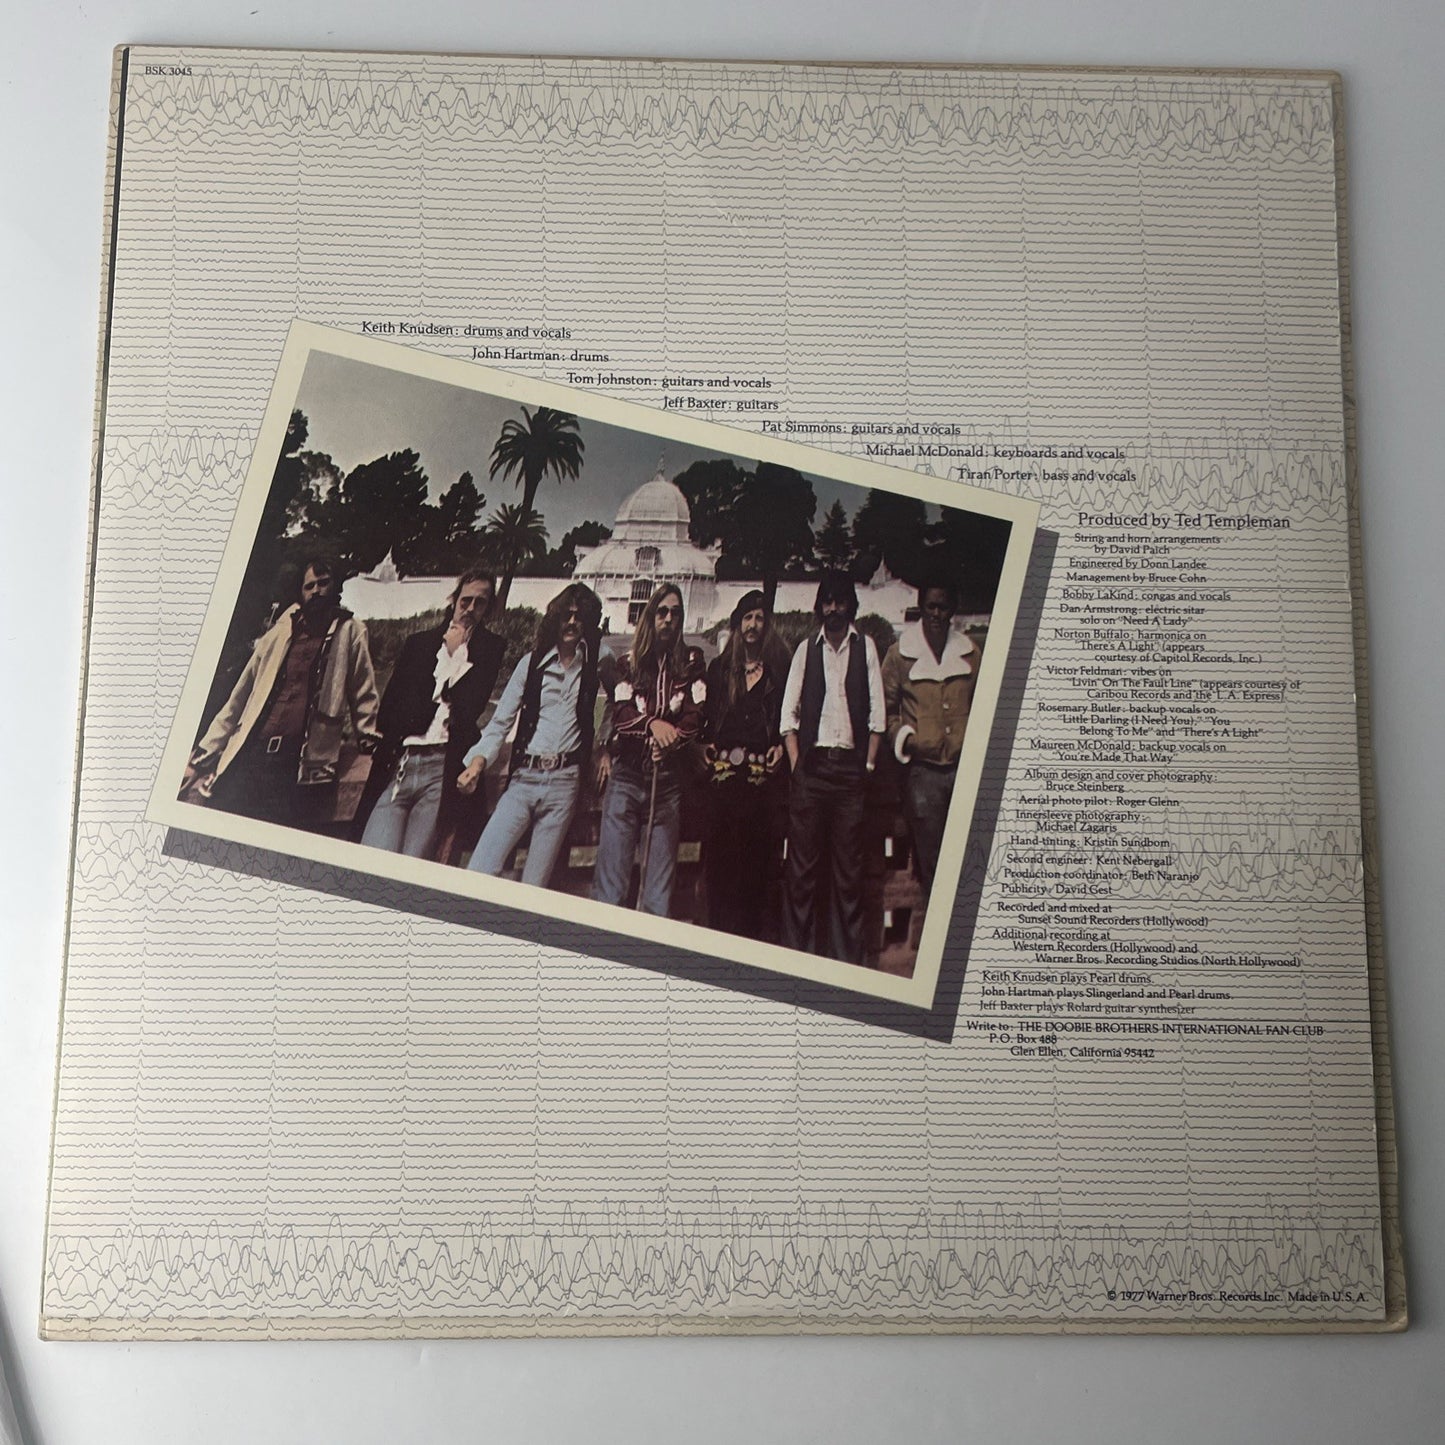 BSK 3045
Keith Knudsen: drums and vocals
John Hartman: drums
Tom Johnston: guitars and vocals
Jeff Baxter: guitars
Pat Simmons: guitars and vocals
Michael McDonald: keyboards and vocals
Tiran Porter: bass and vocals
Produced by Ted Templeman
String and horn arrangements
by David Paich
Engineered by Donn Landee
Management by Bruce Cohn
Bobby LaKind: congas and vocals
Dan Armstrong: electric sitar
solo on "Need A Lady"
Norton Buffalo: harmonica on
"There's A Light" (appears
courtesy of Capitol Records, Inc.)
Victor Feldman: vibes on
"Livin' On The Fault Line" (appears courtesy of
Caribou Records and the L.A. Express)
Rosemary Butler: backup vocals on
"Little Darling (I Need You)," "You
Belong To Me" and "There's A Light"
Maureen McDonald: backup vocals on
"You're Made That Way"
Album design and cover photography:
Bruce Steinberg
Aerial photo pilot: Roger Glenn
Innersleeve photography:
Michael Zagaris
Hand-tinting: Kristin Sundbom
Second engineer: Kent Nebergall
Production coordinator: Beth Naranjo
Publicity: David Gest
Recorded and mixed at
Sunset Sound Recorders (Hollywood)
Additional recording at
Western Recorders (Hollywood) and
Warner Bros. Recording Studios (North Hollywood)
Keith Knudsen plays Pearl drums.
John Hartman plays Slingerland and Pearl drums.
Jeff Baxter plays Rolard guitar synthesizer
Write to: THE DOOBIE BROTHERS INTERNATIONAL FAN CLUB
P.O. Box 488
Glen Ellen, California 95442
© 1977 Warner Bros. Records Inc. Made in U.S.A.